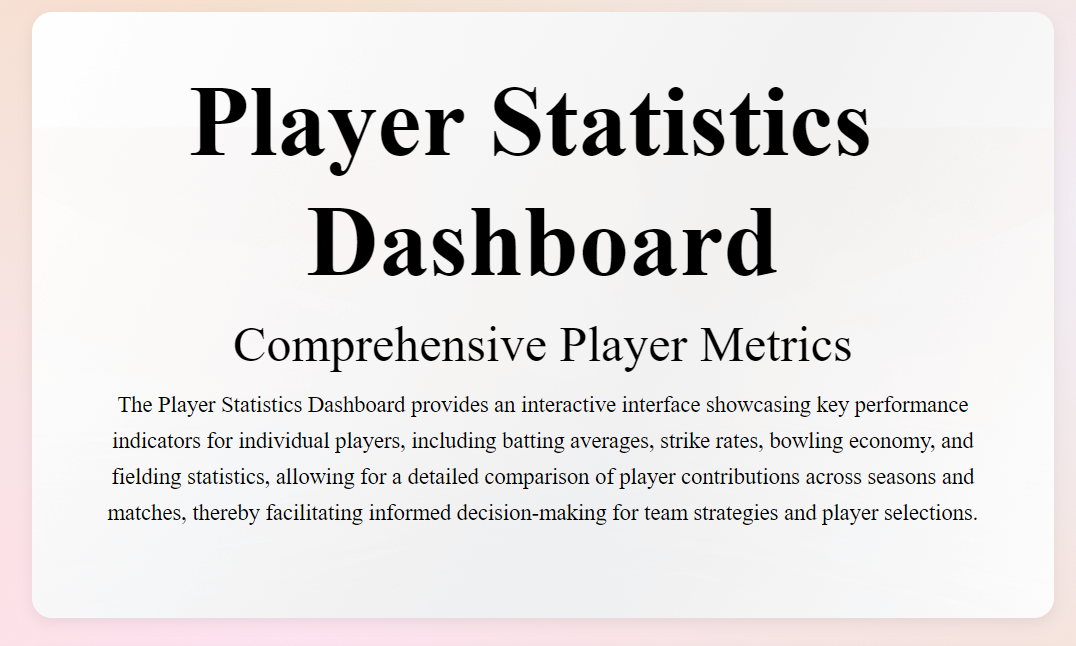 Player Statistics
Dashboard
Comprehensive Player Metrics
The Player Statistics Dashboard provides an interactive interface showcasing key performance
indicators for individual players, including batting averages, strike rates, bowling economy, and
fielding statistics, allowing for a detailed comparison of player contributions across seasons and
matches, thereby facilitating informed decision-making for team strategies and player selections.